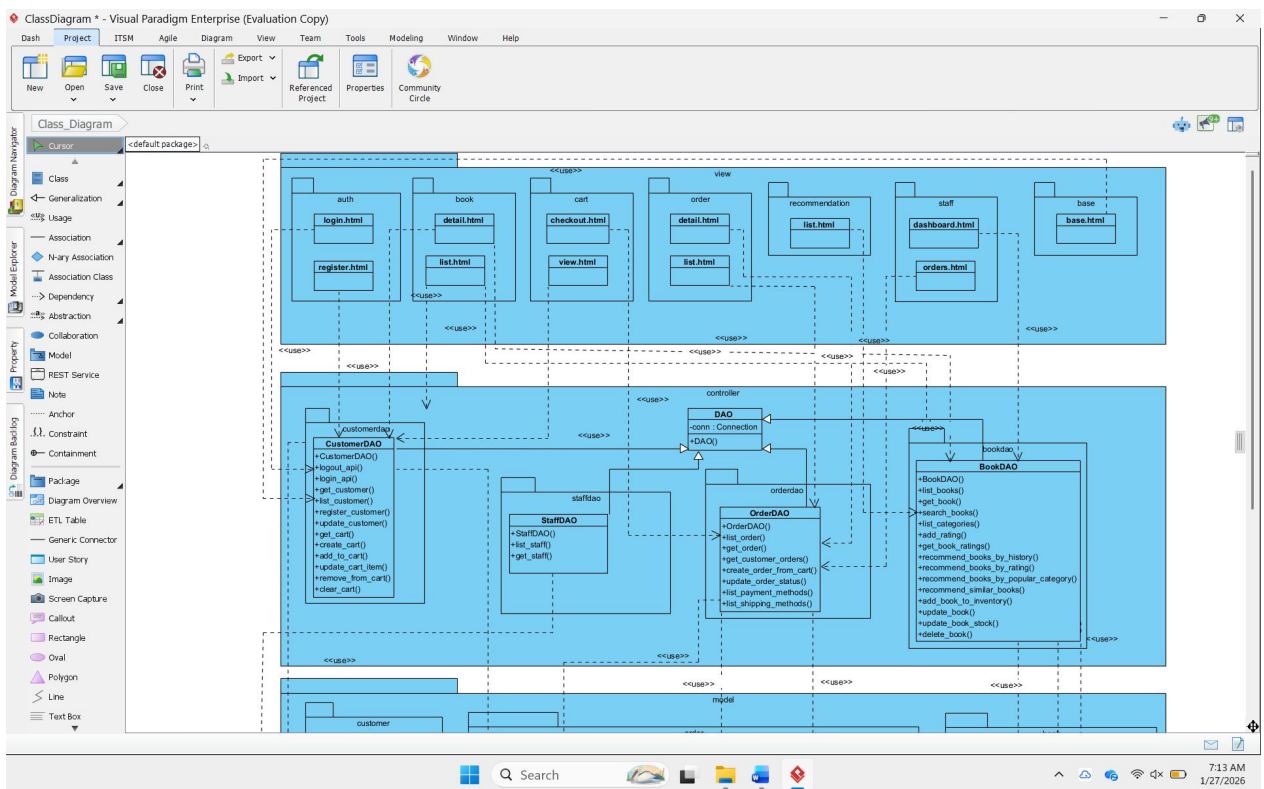 ClassDiagram * - Visual Paradigm Enterprise (Evaluation Copy)
Dash Project ITSM Agile Diagram View Team Tools Modeling Window Help
New
Open
Save
Close
Print
Export
Import
Referenced Project
Properties
Community Circle
Class_Diagram
Diagram Navigator
Model Explorer
Property
Diagram Backlog
Cursor
Class
Generalization
Usage
Association
N-ary Association
Association Class
Dependency
Abstraction
Collaboration
Model
REST Service
Note
Anchor
Constraint
Containment
Package
Diagram Overview
ETL Table
Generic Connector
User Story
Image
Screen Capture
Callout
Rectangle
Oval
Polygon
Line
Text Box
<default package>
<<use>>
view
auth
login.html
register.html
book
detail.html
list.html
cart
checkout.html
view.html
order
detail.html
list.html
recommendation
list.html
staff
dashboard.html
orders.html
base
base.html
<<use>>
<<use>>
<<use>>
<<use>>
<<use>>
<<use>>
<<use>>
<<use>>
<<use>>
<<use>>
controller
<<use>>
<<use>>
<<use>>
DAO
-conn : Connection
+DAO()
customerdao
CustomerDAO
+CustomerDAO()
+logout_api()
+login_api()
+get_customer()
+list_customer()
+register_customer()
+update_customer()
+get_cart()
+create_cart()
+add_to_cart()
+update_cart_item()
+remove_from_cart()
+clear_cart()
staffdao
StaffDAO
+StaffDAO()
+list_staff()
+get_staff()
orderdao
OrderDAO
+OrderDAO()
+list_order()
+get_order()
+get_customer_orders()
+create_order_from_cart()
+update_order_status()
+list_payment_methods()
+list_shipping_methods()
bookdao
BookDAO
+BookDAO()
+list_books()
+get_book()
+search_books()
+list_categories()
+add_rating()
+get_book_ratings()
+recommend_books_by_history()
+recommend_books_by_rating()
+recommend_books_by_popular_category()
+recommend_similar_books()
+add_book_to_inventory()
+update_book()
+update_book_stock()
+delete_book()
<<use>>
<<use>>
<<use>>
<<use>>
<<use>>
<<use>>
model
customer
Search
7:13 AM
1/27/2026